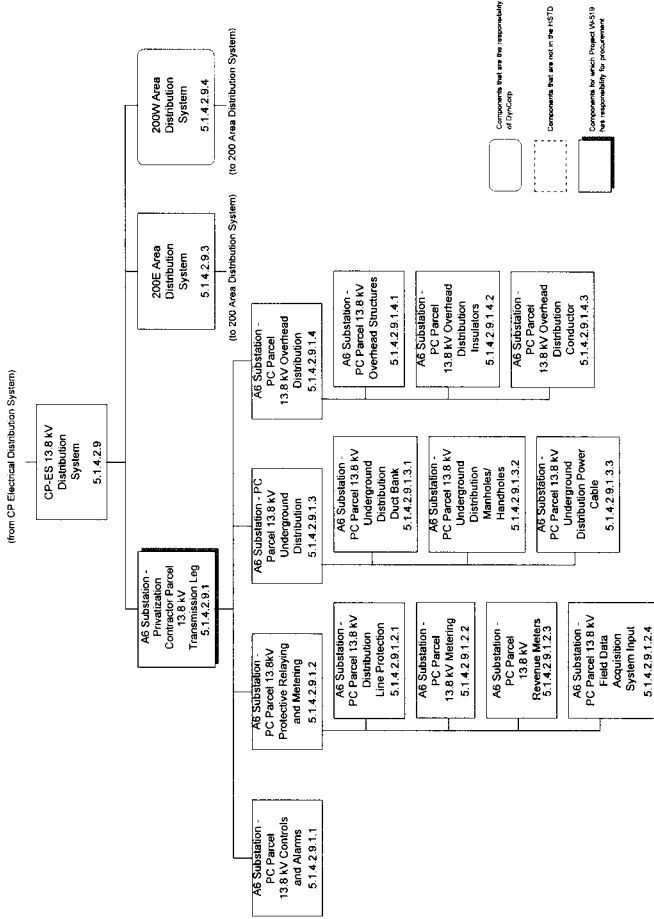 (from CP Electrical Distribution System)
CP-ES 13.8 kV
Distribution
System
5.1.4.2.9
A6 Substation -
Privatization
Contractor Parcel
13.8 kV
Transmission Leg
5.1.4.2.9.1
200E Area
Distribution
System
5.1.4.2.9.3
(to 200 Area Distribution System)
200W Area
Distribution
System
5.1.4.2.9.4
(to 200 Area Distribution System)
A6 Substation -
PC Parcel
13.8 kV Controls
and Alarms
5.1.4.2.9.1.1
A6 Substation -
PC Parcel 13.8kV
Protective Relaying
and Metering
5.1.4.2.9.1.2
A6 Substation -
PC Parcel 13.8 kV
Distribution
Line Protection
5.1.4.2.9.1.2.1
A6 Substation -
PC Parcel
13.8 kV Metering
5.1.4.2.9.1.2.2
A6 Substation -
PC Parcel
13.8 kV
Revenue Meters
5.1.4.2.9.1.2.3
A6 Substation -
PC Parcel 13.8 kV
Field Data
Acquisition
System Input
5.1.4.2.9.1.2.4
A6 Substation - PC
Parcel 13.8 kV
Underground
Distribution
5.1.4.2.9.1.3
A6 Substation -
PC Parcel 13.8 kV
Underground
Distribution
Duct Bank
5.1.4.2.9.1.3.1
A6 Substation -
PC Parcel 13.8 kV
Underground
Distribution
Manholes/
Handholes
5.1.4.2.9.1.3.2
A6 Substation -
PC Parcel 13.8 kV
Underground
Distribution Power
Cable
5.1.4.2.9.1.3.3
A6 Substation -
PC Parcel
13.8 kV Overhead
Distribution
5.1.4.2.9.1.4
A6 Substation -
PC Parcel 13.8 kV
Overhead Structures
5.1.4.2.9.1.4.1
A6 Substation -
PC Parcel
13.8 kV Overhead
Distribution
Insulators
5.1.4.2.9.1.4.2
A6 Substation -
PC Parcel
13.8 kV Overhead
Distribution
Conductor
5.1.4.2.9.1.4.3
Components that are the responsibility
of DynCorp
Components that are not in the HSTD
Components for which Project W-519
has responsibility for procurement